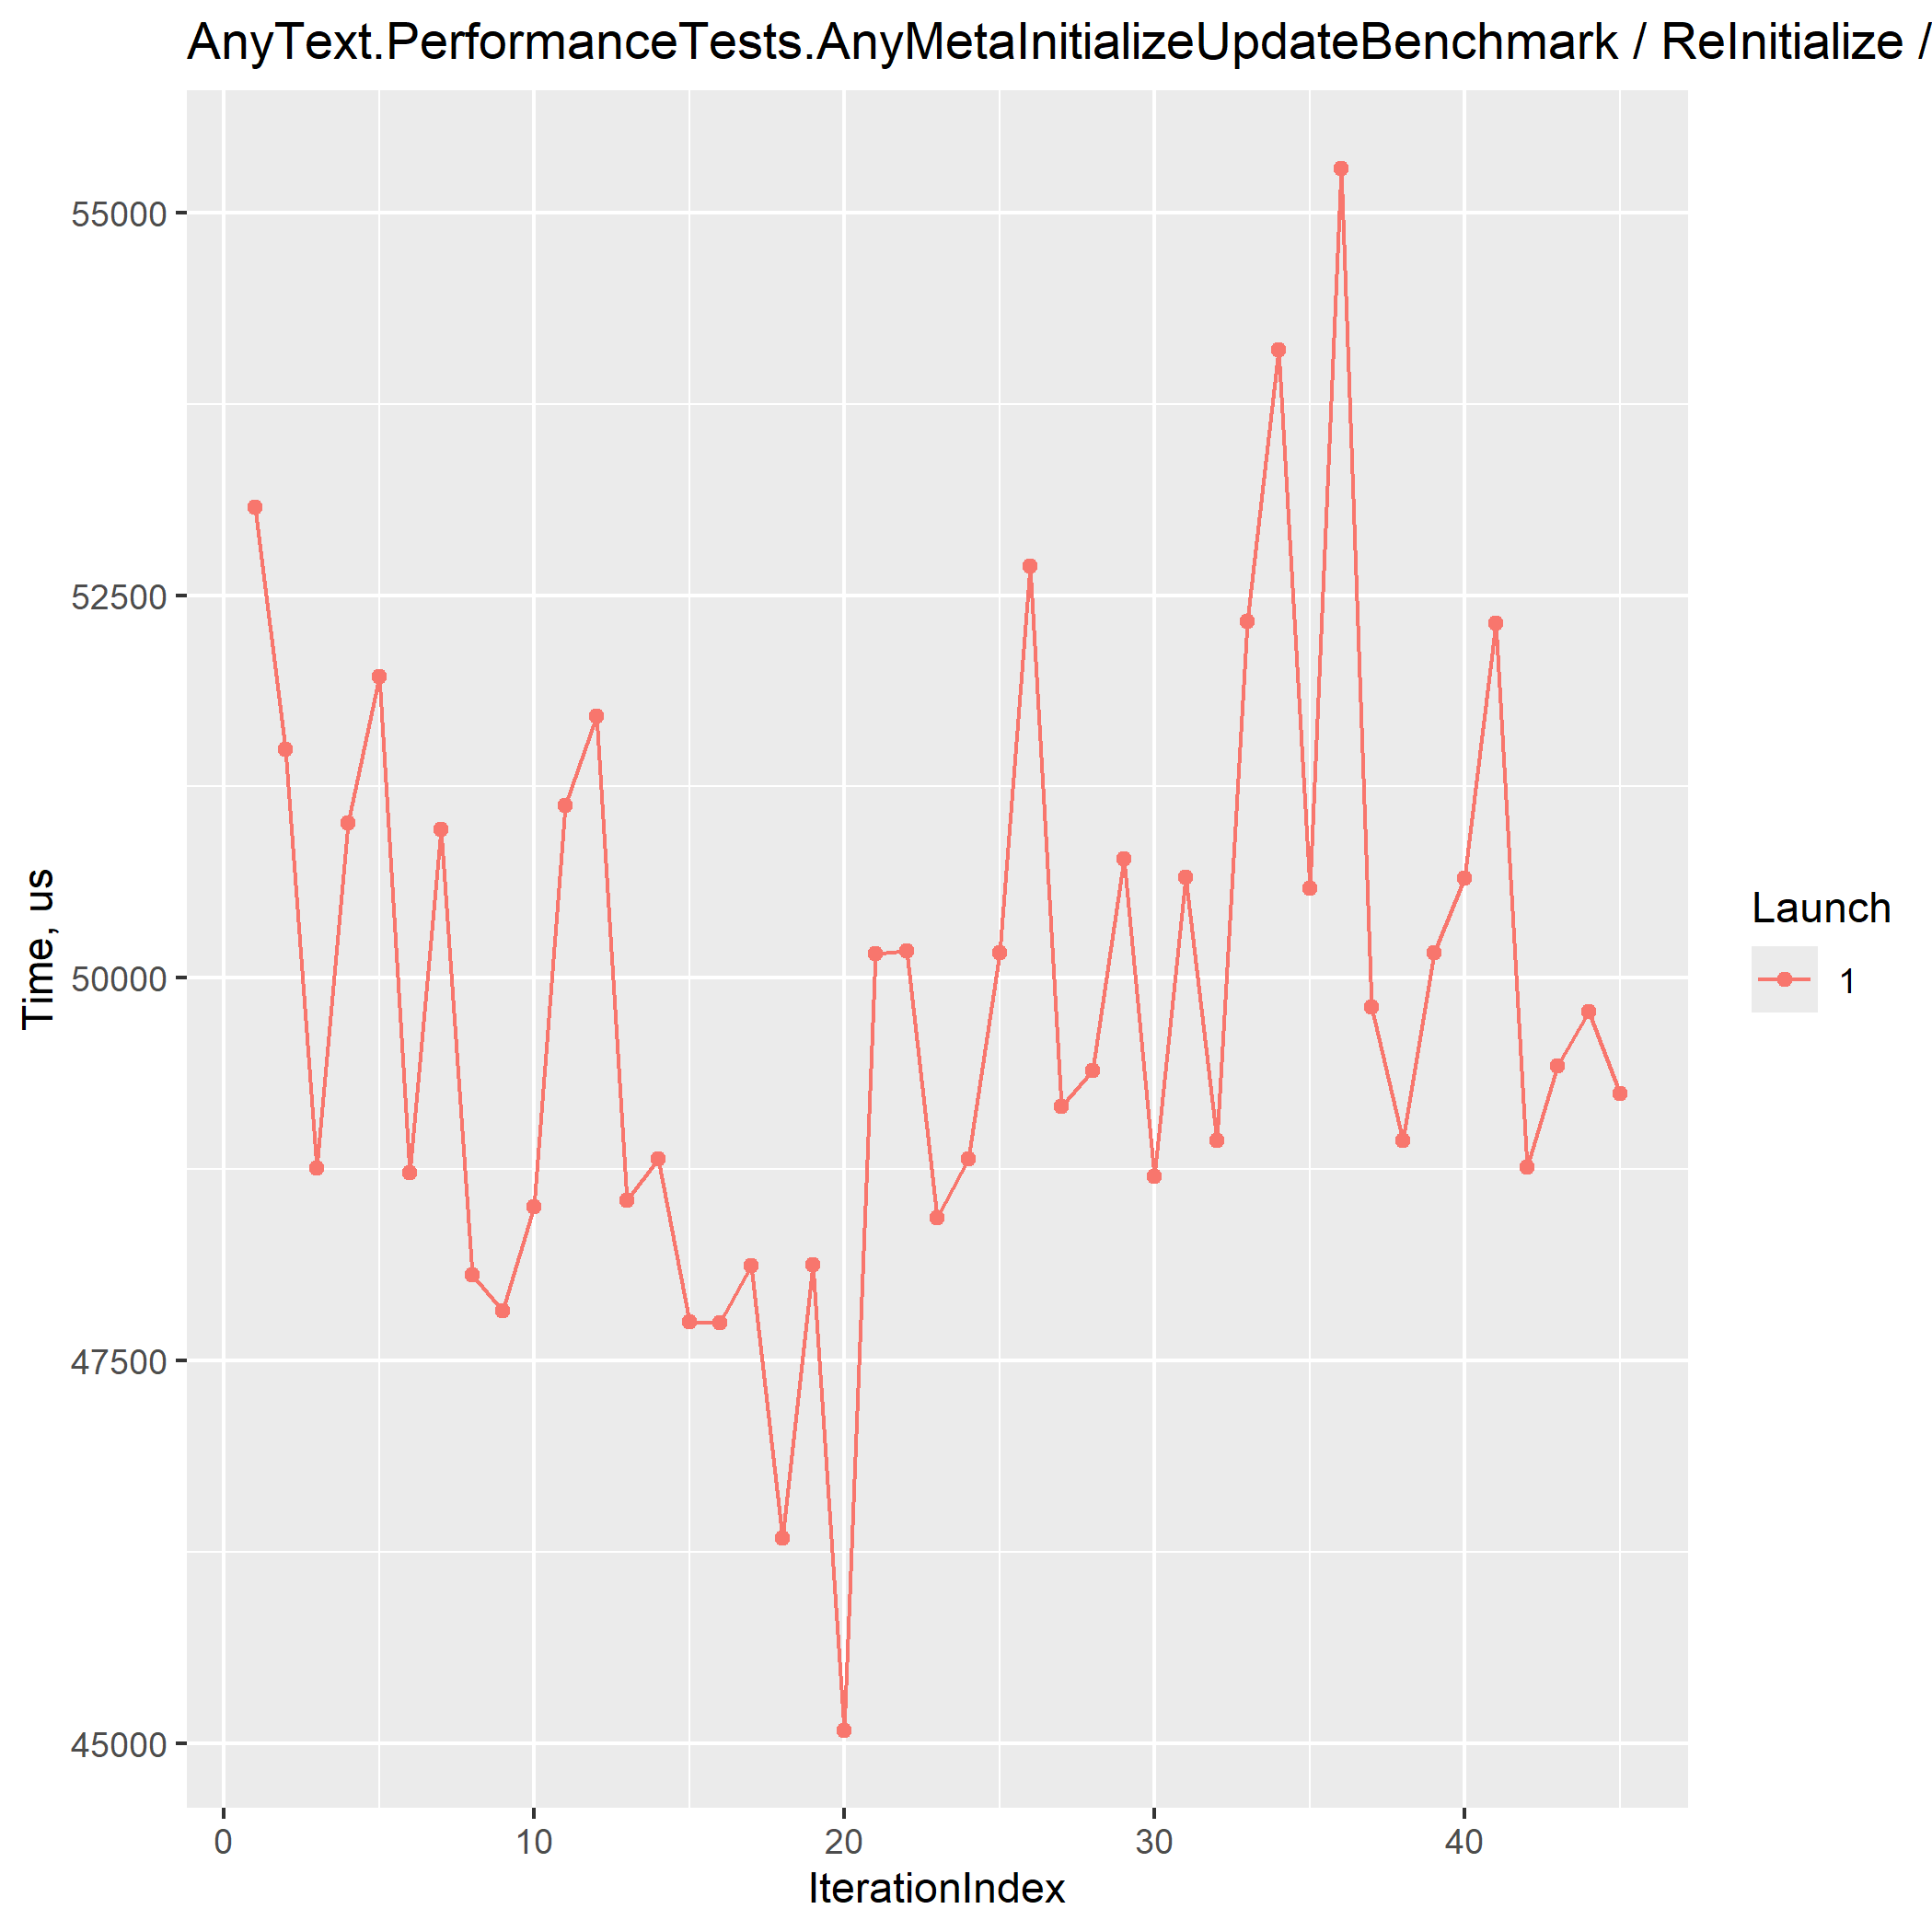 AnyText.PerformanceTests.AnyMetaInitializeUpdateBenchmark / ReInitialize /
55000
52500
50000
47500
45000
Time, us
0 10 20 30 40
IterationIndex
Launch
1